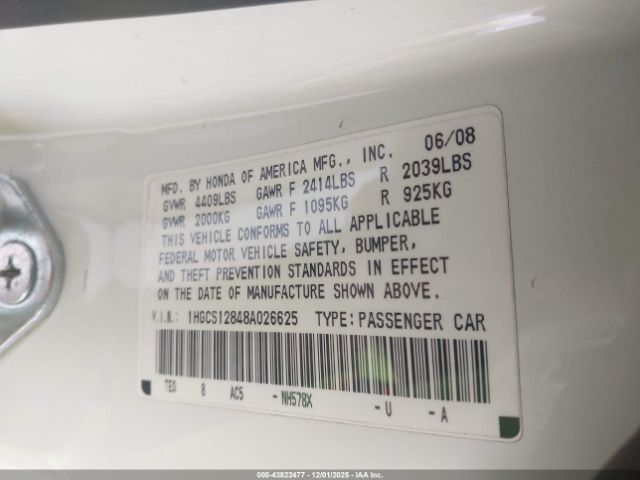 06/08
MFD. BY HONDA OF AMERICA MFG., INC.
GVWR 4409LBS GAWR F 2414LBS R 2039LBS
GVWR 2000KG GAWR F 1095KG R 925KG
THIS VEHICLE CONFORMS TO ALL APPLICABLE
FEDERAL MOTOR VEHICLE SAFETY, BUMPER,
AND THEFT PREVENTION STANDARDS IN EFFECT
ON THE DATE OF MANUFACTURE SHOWN ABOVE.
V.I.N.: 1HGCS12848A026625 TYPE:PASSENGER CAR
TE0 8 AC5 -NH578X -U -A
000-43822477 - 12/01/2025 - IAA Inc.